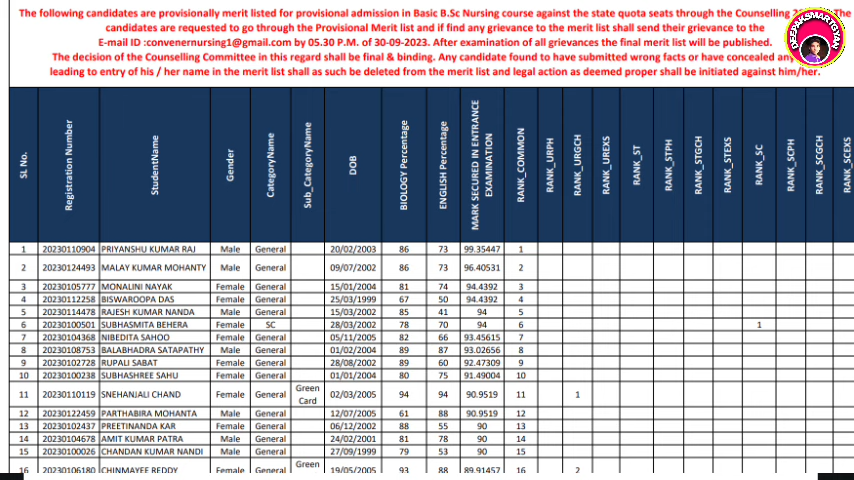 The following candidates are provisionally merit listed for provisional admission in Basic B.Sc Nursing course against the state quota seats through the Counselling The
candidates are requested to go through the Provisional Merit list and if find any grievance to the merit list shall send their grievance to the
E-mail ID :convenernursing1@gmail.com by 05.30 P.M. of 30-09-2023. After examination of all grievances the final merit list will be published.
The decision of the Counselling Committee in this regard shall be final & binding. Any candidate found to have submitted wrong facts or have concealed any
leading to entry of his / her name in the merit list shall as such be deleted from the merit list and legal action as deemed proper shall be initiated against him/her.
DEEPAKSMARTGYAN
SL No. Registration Number StudentName Gender CategoryName Sub_CategoryName DOB BIOLOGY Percentage ENGLISH Percentage MARK SECURED IN ENTRANCE EXAMINATION RANK_COMMON RANK_URPH RANK_URGCH RANK_UREXS RANK_ST RANK_STPH RANK_STGCH RANK_STEXS RANK_SC RANK_SCPH RANK_SCGCH RANK_SCEXS
1 20230110904 PRIYANSHU KUMAR RAJ Male General 20/02/2003 86 73 99.35447 1
2 20230124493 MALAY KUMAR MOHANTY Male General 09/07/2002 86 73 96.40531 2
3 20230105777 MONALINI NAYAK Female General 15/01/2004 81 74 94.4392 3
4 20230112258 BISWAROOPA DAS Female General 25/03/1999 67 50 94.4392 4
5 20230114478 RAJESH KUMAR NANDA Male General 15/03/2002 85 41 94 5
6 20230100501 SUBHASMITA BEHERA Female SC 28/03/2002 78 70 94 6 1
7 20230104368 NIBEDITA SAHOO Female General 05/11/2005 82 66 93.45615 7
8 20230108753 BALABHADRA SATAPATHY Male General 01/02/2004 89 87 93.02656 8
9 20230102728 RUPALI SABAT Female General 28/08/2002 89 60 92.47309 9
10 20230100238 SUBHASHREE SAHU Female General 01/01/2004 80 75 91.49004 10
11 20230110119 SNEHANJALI CHAND Female General Green Card 02/03/2005 94 94 90.9519 11 1
12 20230122459 PARTHABIRA MOHANTA Male General 12/07/2005 61 88 90.9519 12
13 20230102437 PREETINANDA KAR Female General 06/12/2002 88 55 90 13
14 20230104678 AMIT KUMAR PATRA Male General 24/02/2001 81 78 90 14
15 20230100026 CHANDAN KUMAR NANDI Male General 27/09/1999 79 53 90 15
16 20230106180 CHINMAYEE REDDY Female General Green 19/05/2005 93 88 89.91457 16 2